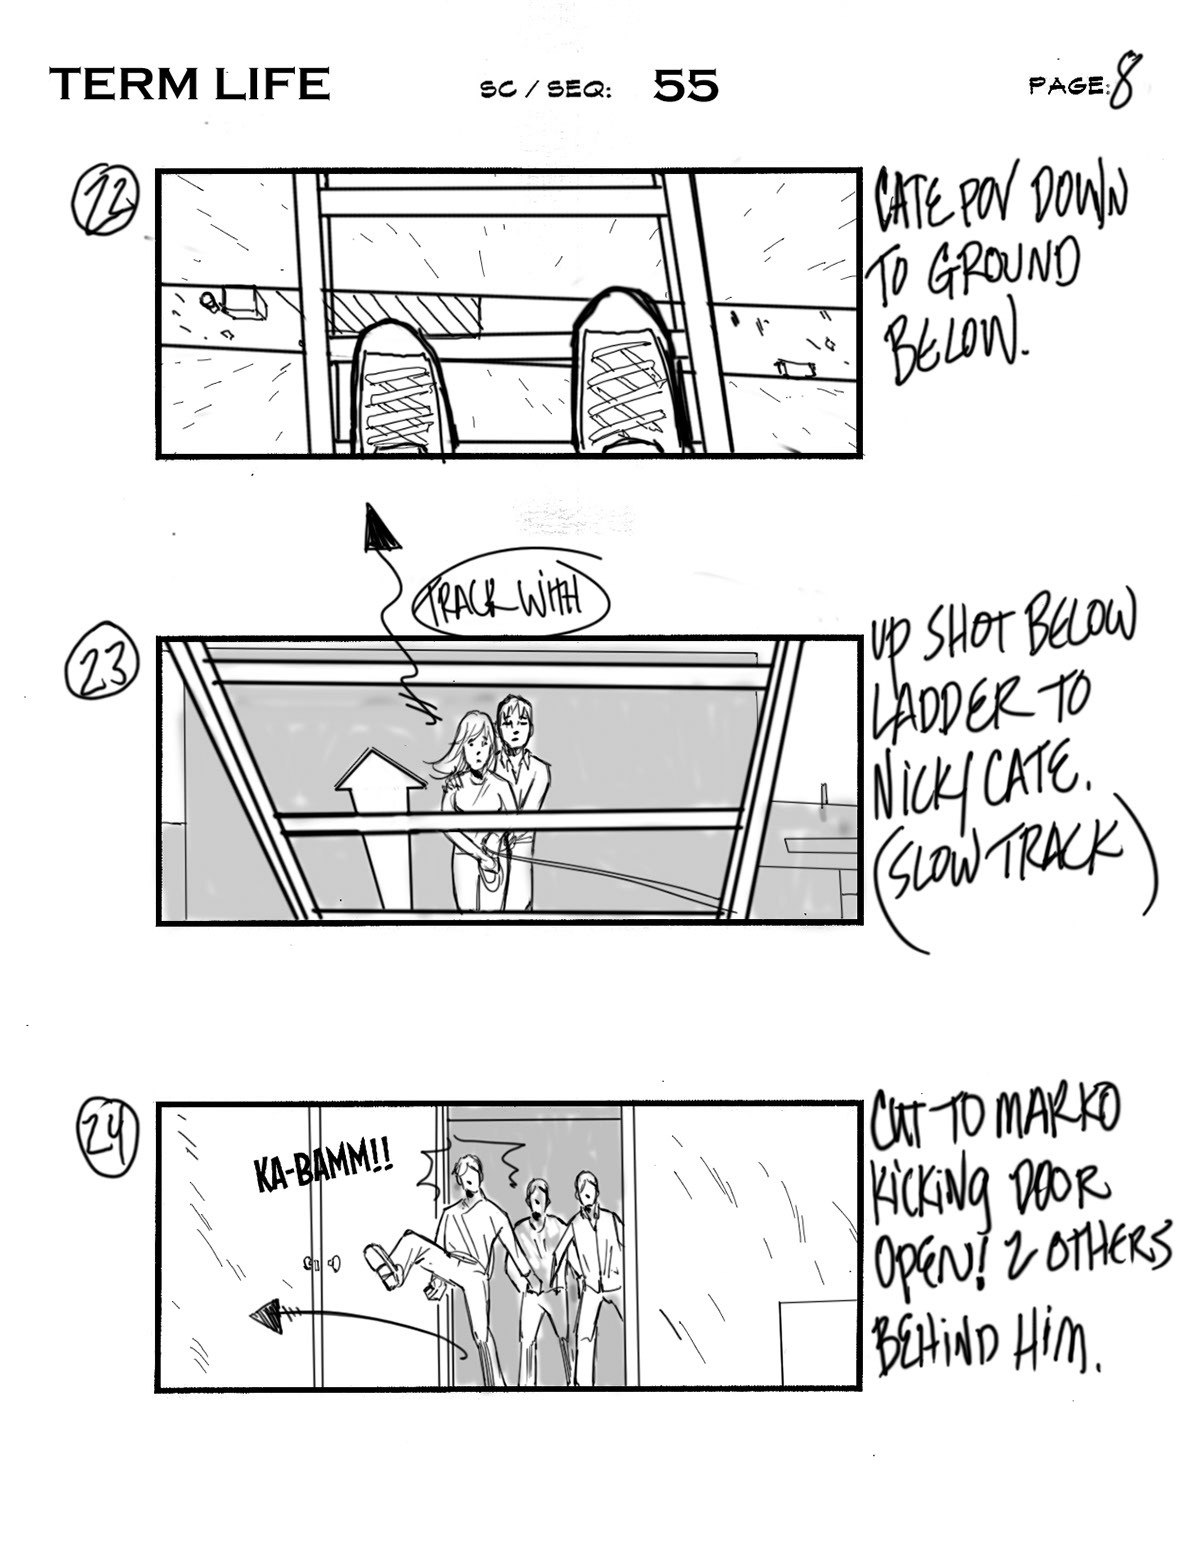 TERM LIFE SC / SEQ: 55 PAGE: 8
22
CATE POV DOWN
TO GROUND
BELOW.
TRACK WITH
23
UP SHOT BELOW
LADDER TO
NICK/CATE.
(SLOW TRACK)
24
KA-BAMM!!
CUT TO MARKO
KICKING DOOR
OPEN! 2 OTHERS
BEHIND HIM.